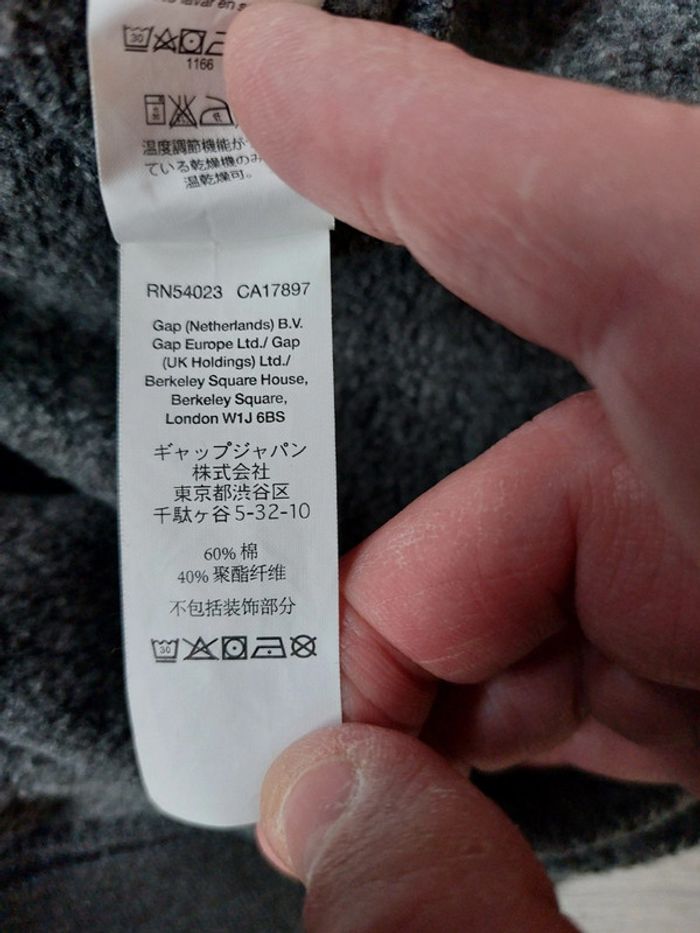 lavar en
30
1166
温度調節機能が
ている乾燥機のみ
温乾燥可。
RN54023 CA17897
Gap (Netherlands) B.V.
Gap Europe Ltd./ Gap
(UK Holdings) Ltd./
Berkeley Square House,
Berkeley Square,
London W1J 6BS
ギャップジャパン
株式会社
東京都渋谷区
千駄ヶ谷5-32-10
60% 棉
40% 聚酯纤维
不包括装饰部分
30